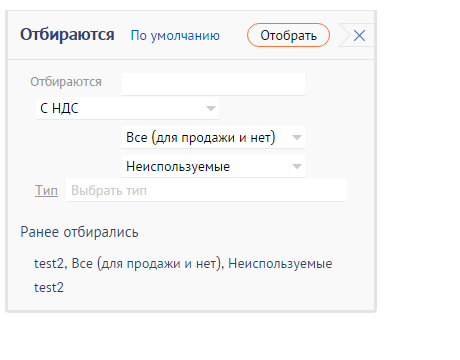 Отбираются По умолчанию Отобрать
Отбираются
С НДС
Все (для продажи и нет)
Неиспользуемые
Тип Выбрать тип
Ранее отбирались
test2, Все (для продажи и нет), Неиспользуемые
test2